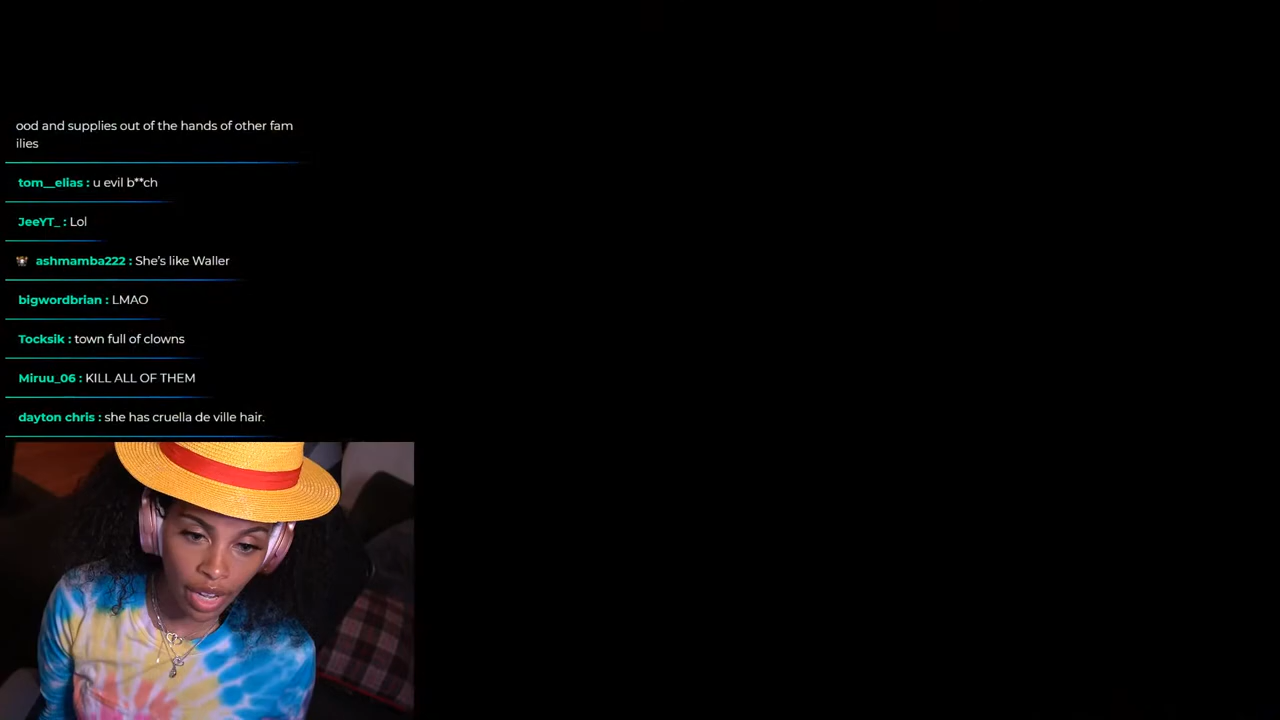 ood and supplies out of the hands of other fam
ilies
tom__elias : u evil b**ch
JeeYT_ : Lol
ashmamba222 : She's like Waller
bigwordbrian : LMAO
Tocksik : town full of clowns
Miruu_06 : KILL ALL OF THEM
dayton chris : she has cruella de ville hair.